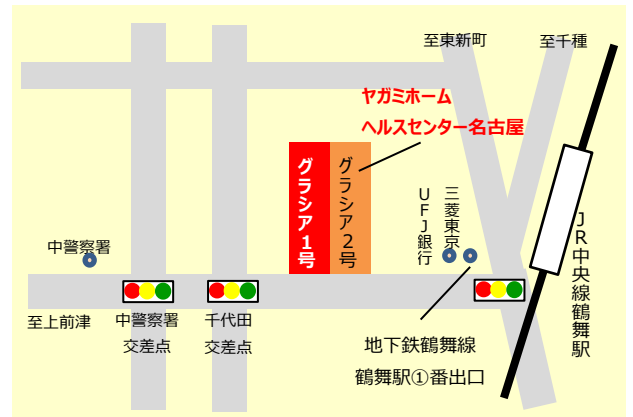 至東新町
至千種
ヤガミホーム
ヘルスセンター名古屋
グラシア1号
グラシア2号
三菱東京
UFJ銀行
中警察署
JR中央線鶴舞駅
至上前津
中警察署
交差点
千代田
交差点
地下鉄鶴舞線
鶴舞駅①番出口